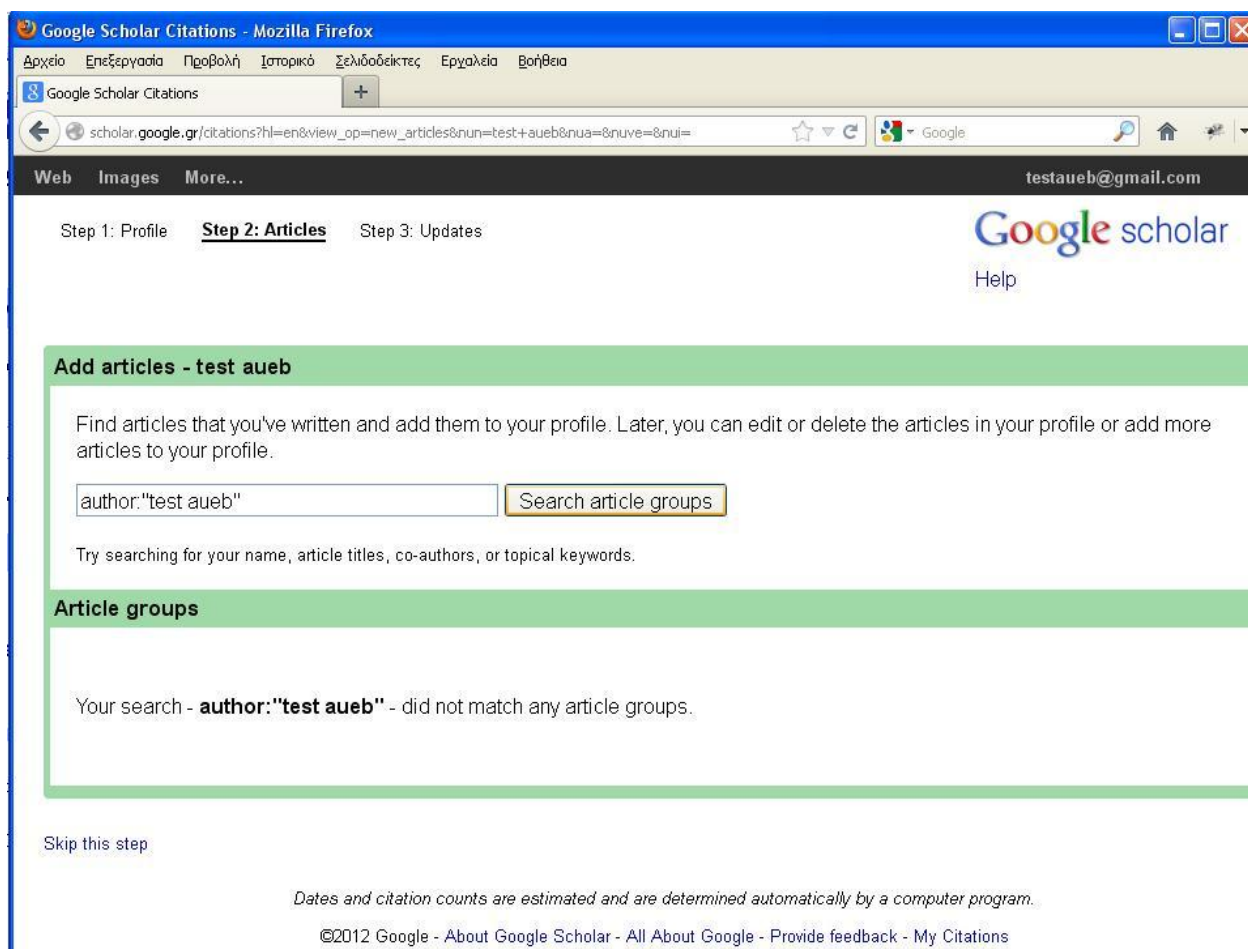 Google Scholar Citations - Mozilla Firefox
Αρχείο Επεξεργασία Προβολή Ιστορικό Σελιδοδείκτες Εργαλεία Βοήθεια
Google Scholar Citations
scholar.google.gr/citations?hl=en&view_op=new_articles&nun=test+aueb&nua=&nuve=&nui= Google
Web Images More... testaueb@gmail.com
Step 1: Profile Step 2: Articles Step 3: Updates Google scholar
Help
Add articles - test aueb
Find articles that you've written and add them to your profile. Later, you can edit or delete the articles in your profile or add more
articles to your profile.
author:"test aueb" Search article groups
Try searching for your name, article titles, co-authors, or topical keywords.
Article groups
Your search - author:"test aueb" - did not match any article groups.
Skip this step
Dates and citation counts are estimated and are determined automatically by a computer program.
©2012 Google - About Google Scholar - All About Google - Provide feedback - My Citations